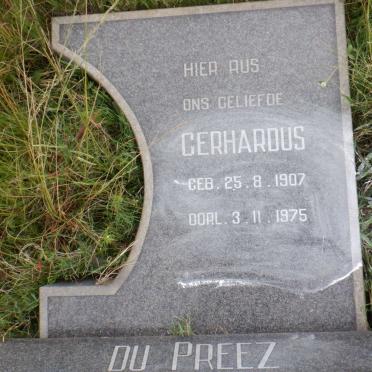 HIER RUS
ONS GELIEFDE
GERHARDUS
GEB. 25. 8. 1907
OORL. 3. 11. 1975
DU PREEZ